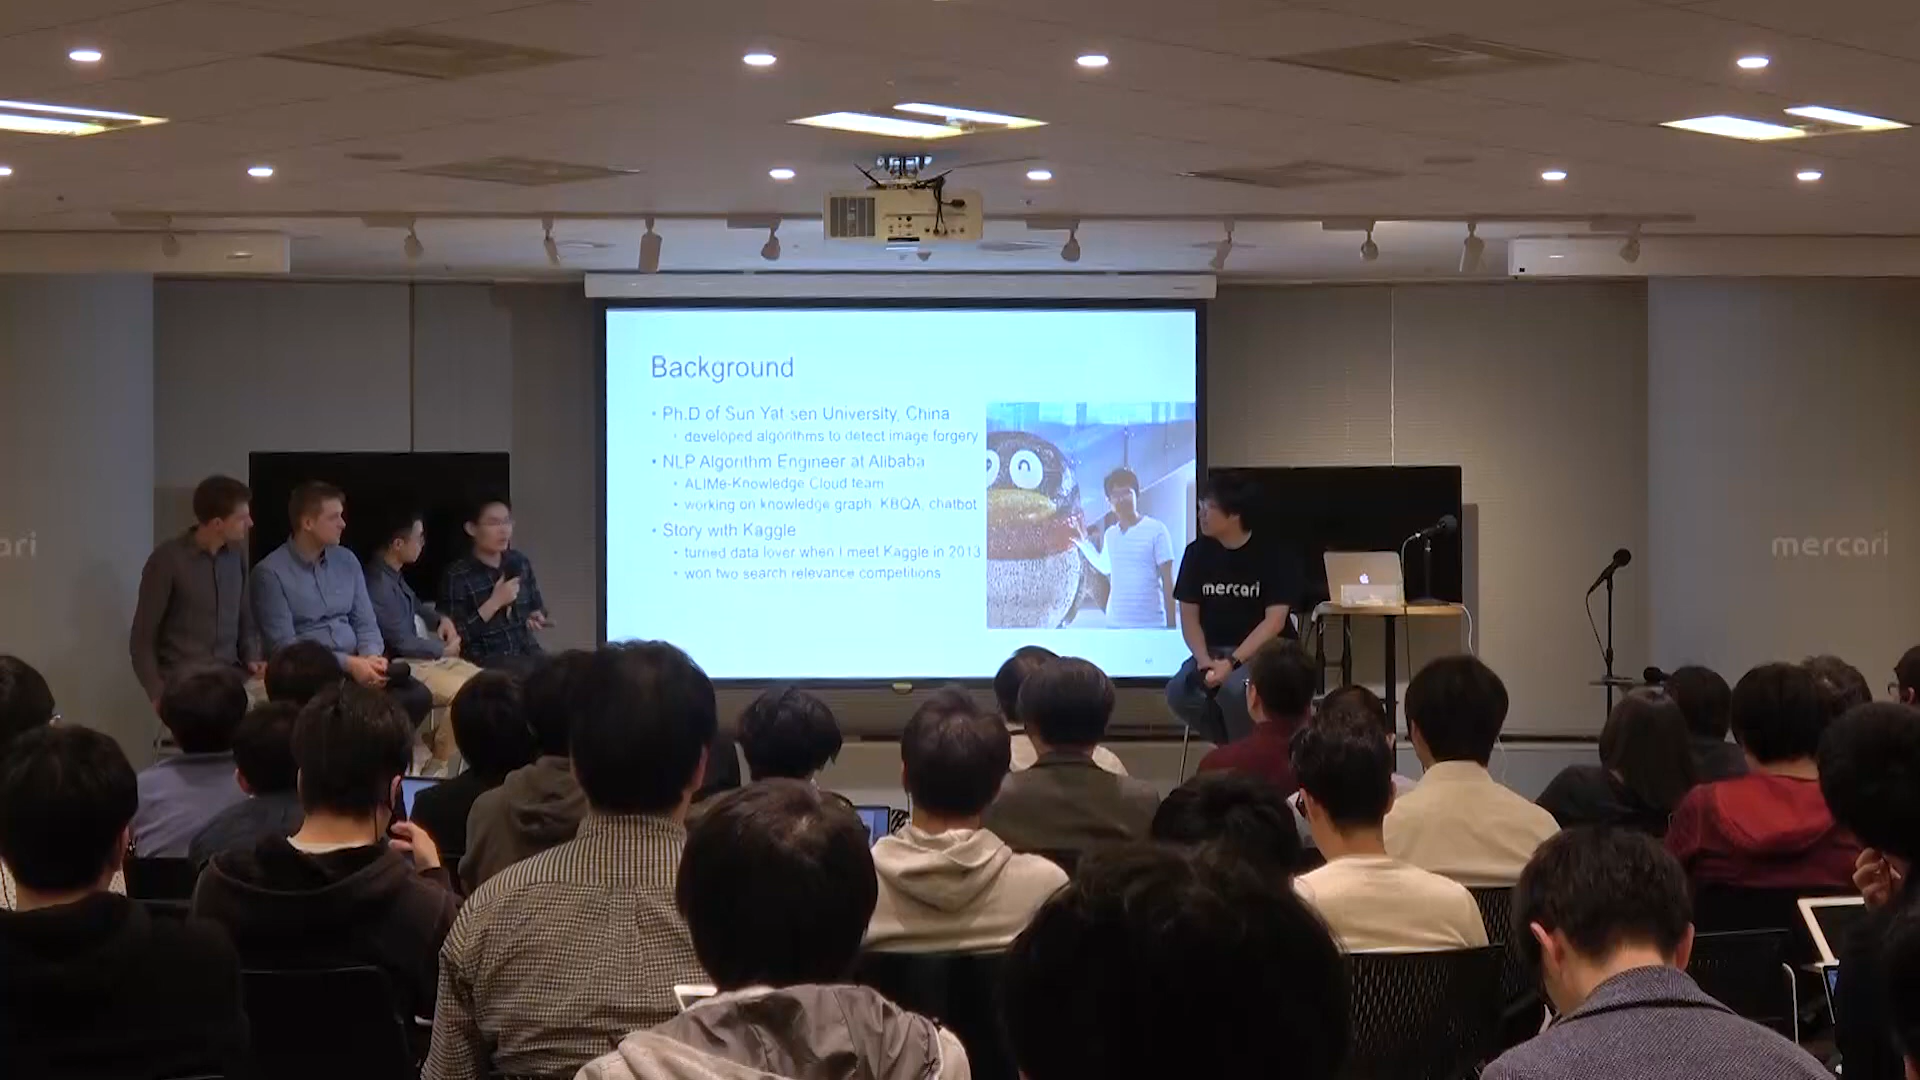 Background
• Ph.D of Sun Yat-sen University, China
• developed algorithms to detect image forgery
• NLP Algorithm Engineer at Alibaba
• ALIMe-Knowledge Cloud team
• working on knowledge graph, KBQA, chatbot
• Story with Kaggle
• turned data lover when I meet Kaggle in 2013
• won two search relevance competitions
mercari
mercari
ari